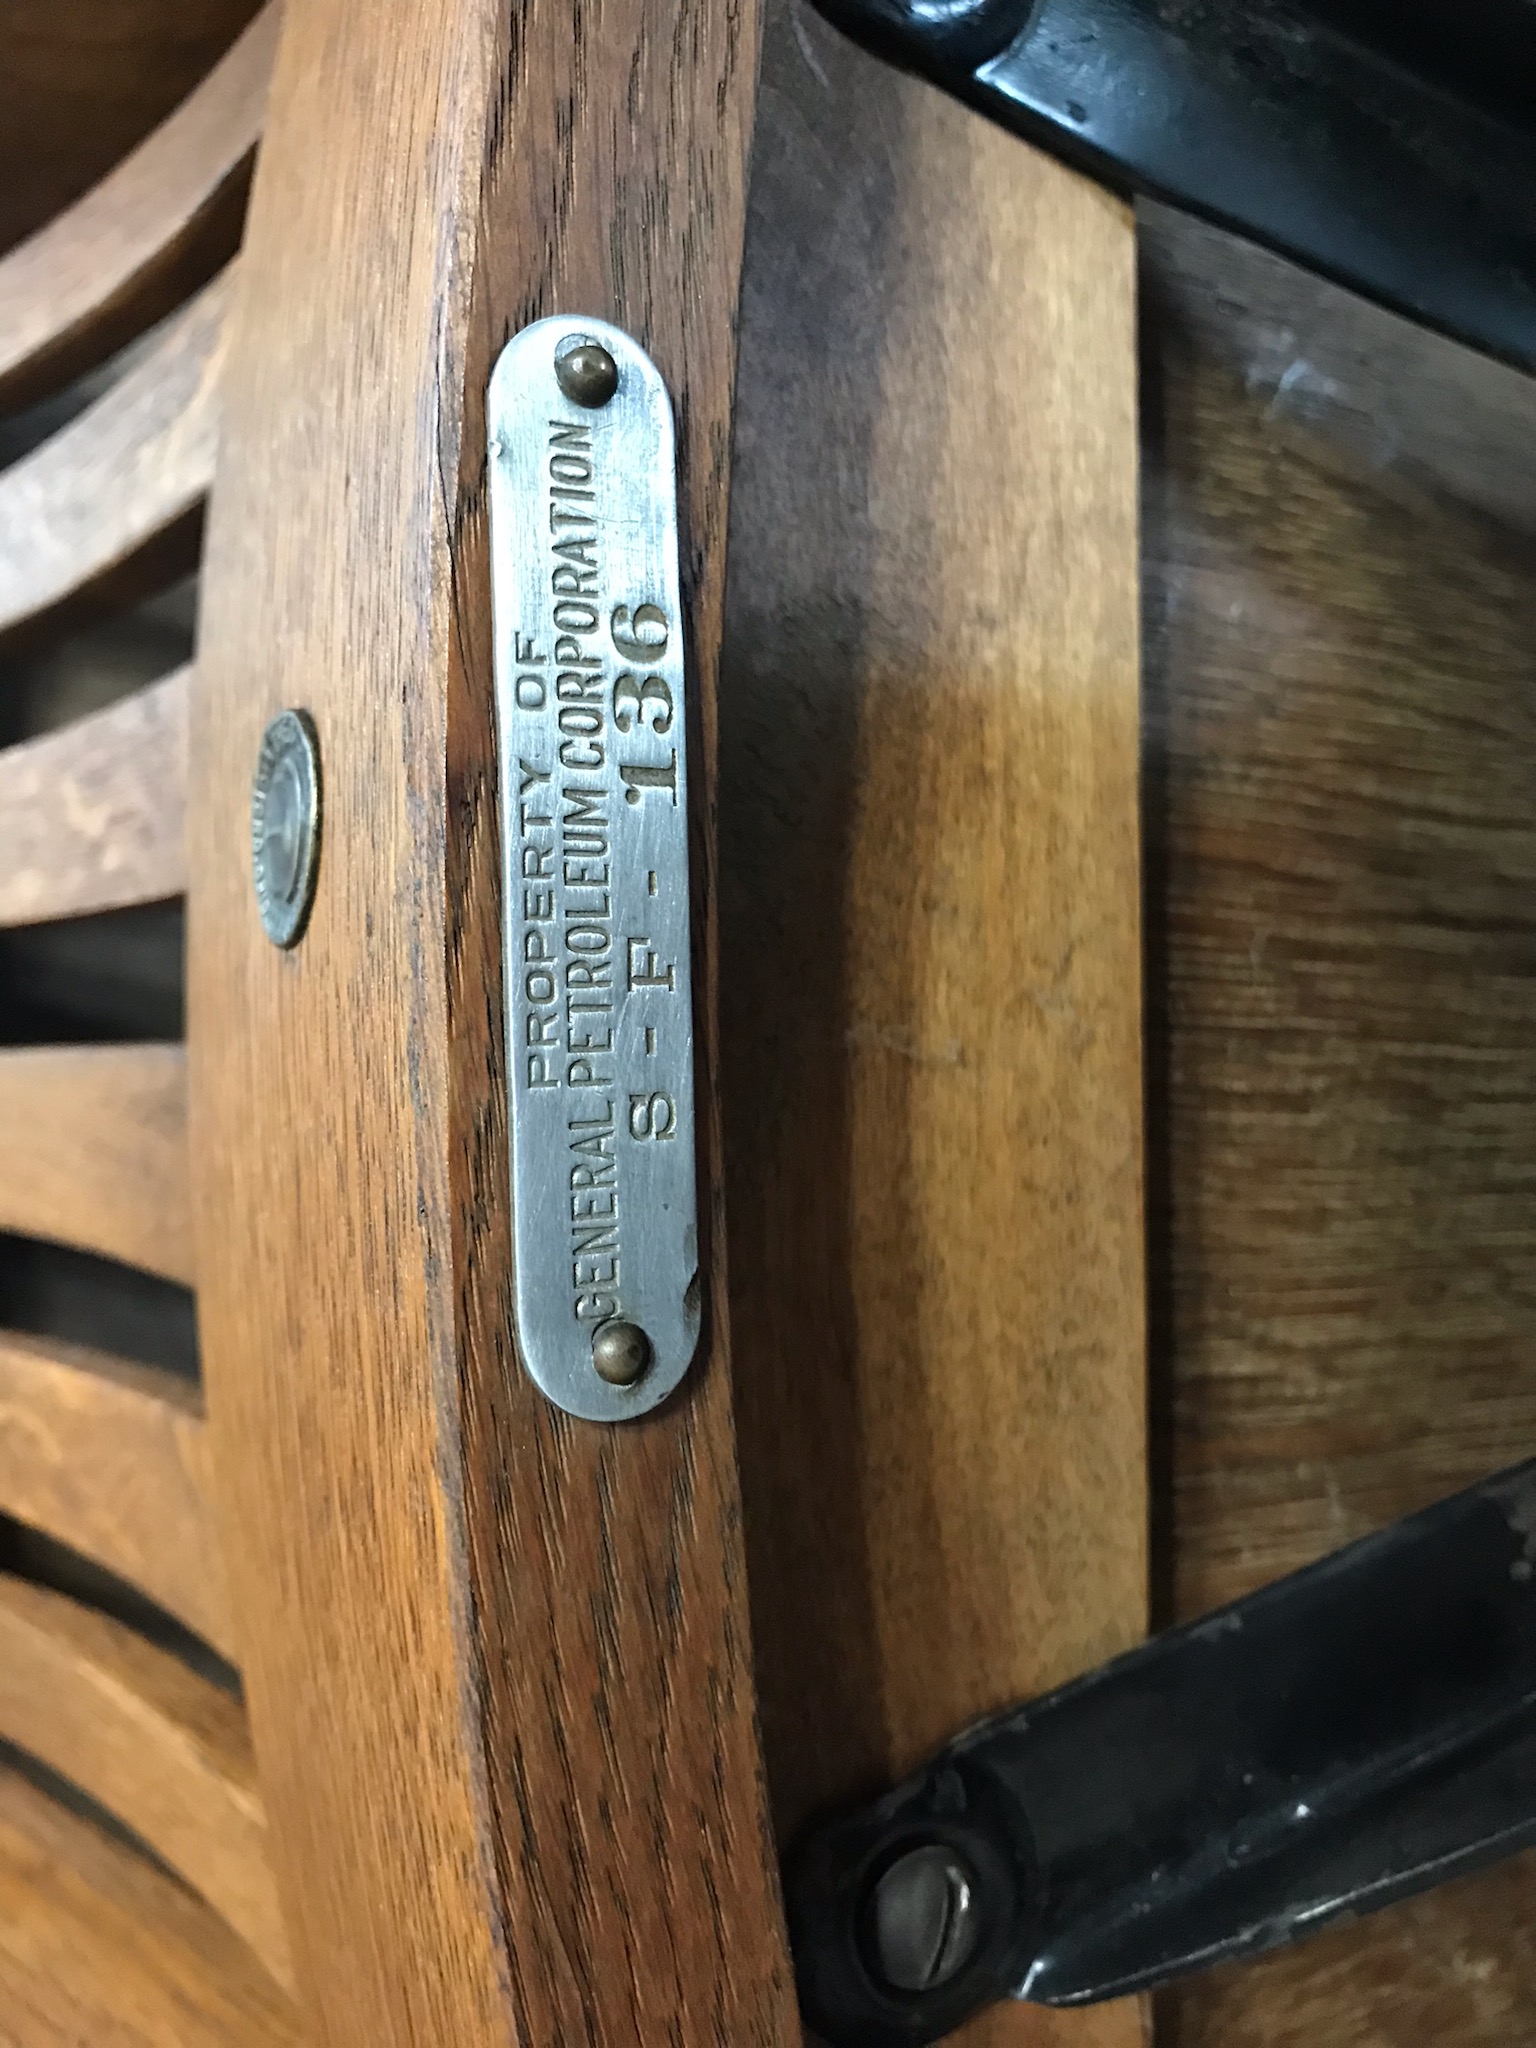 PROPERTY OF
GENERAL PETROLEUM CORPORATION
S - F - 136